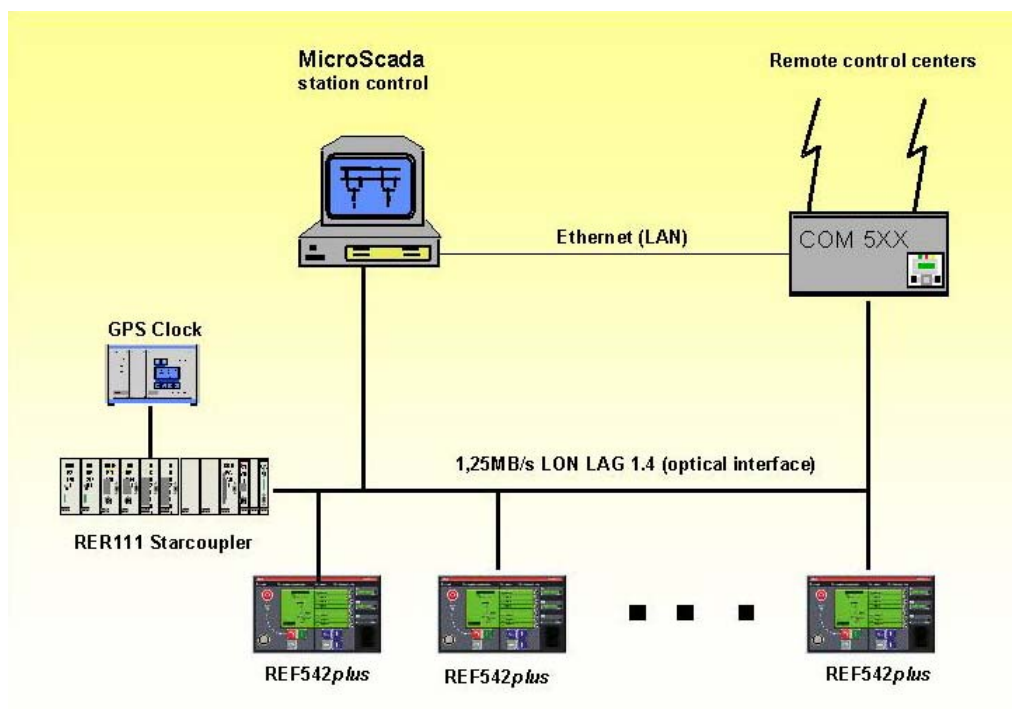 MicroScada
station control
Remote control centers
Ethernet (LAN)
COM 5XX
GPS Clock
1,25MB/s LON LAG 1.4 (optical interface)
RER111 Starcoupler
REF542plus
REF542plus
REF542plus